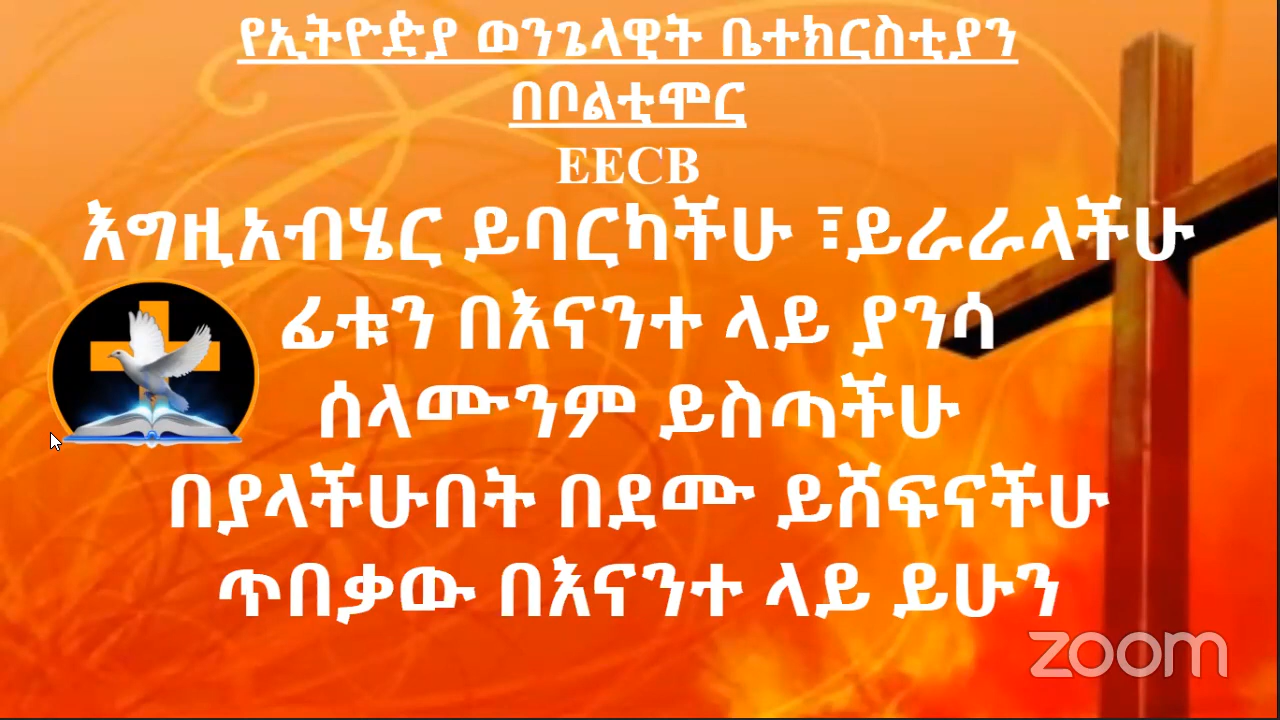 የኢትዮጵያ ወንጌላዊት ቤተክርስቲያን
በቦልቲሞር
EECB
እግዚአብሄር ይባርካችሁ ፣ይራራላችሁ
ፊቱን በእናንተ ላይ ያንሳ
ሰላሙንም ይስጣችሁ
በያላችሁበት በደሙ ይሸፍናችሁ
ጥበቃው በእናንተ ላይ ይሁን
zoom